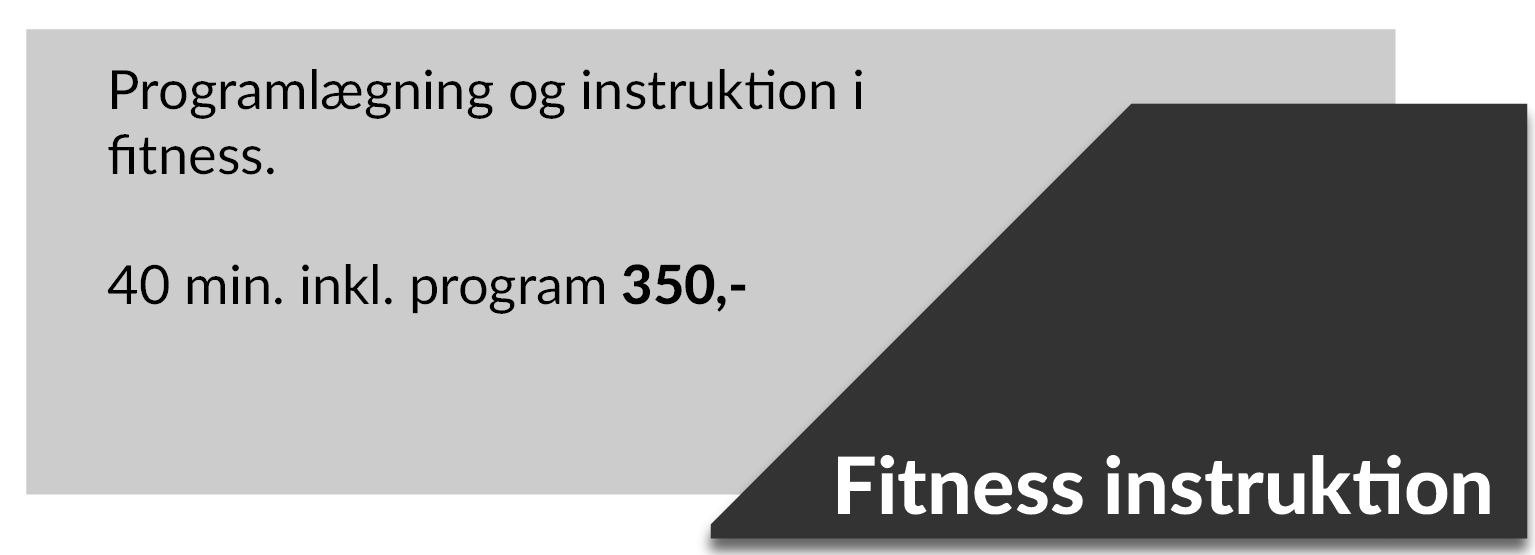 Programlægning og instruktion i
fitness.
40 min. inkl. program 350,-
Fitness instruktion